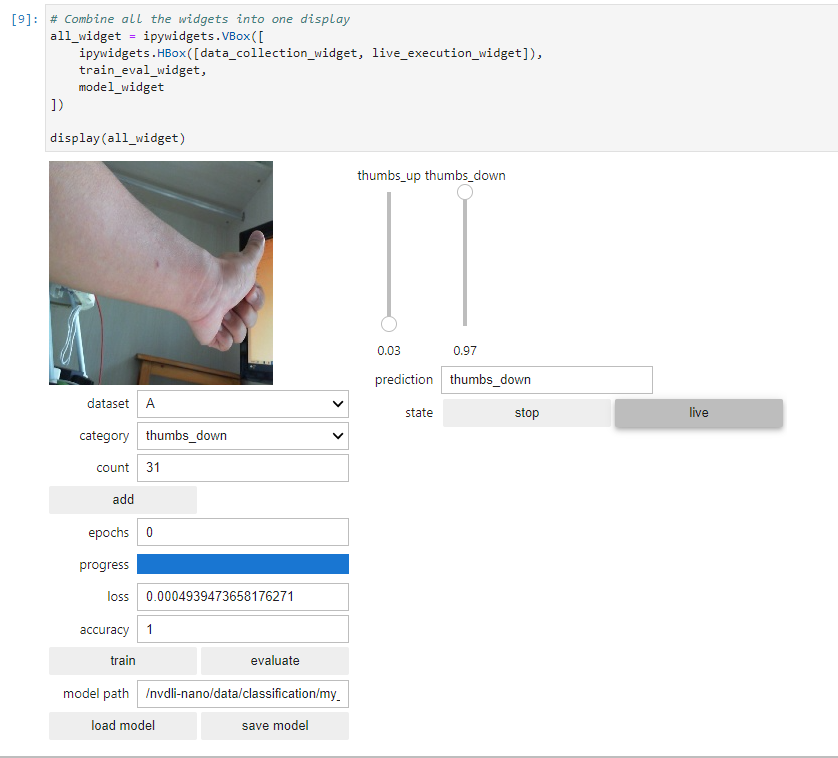 [9]: # Combine all the widgets into one display
all_widget = ipywidgets.VBox([
    ipywidgets.HBox([data_collection_widget, live_execution_widget]),
    train_eval_widget,
    model_widget
])
display(all_widget)
thumbs_up thumbs_down
0.03 0.97
prediction thumbs_down
state stop live
dataset A
category thumbs_down
count 31
add
epochs 0
progress
loss 0.0004939473658176271
accuracy 1
train evaluate
model path /nvdli-nano/data/classification/my_
load model save model